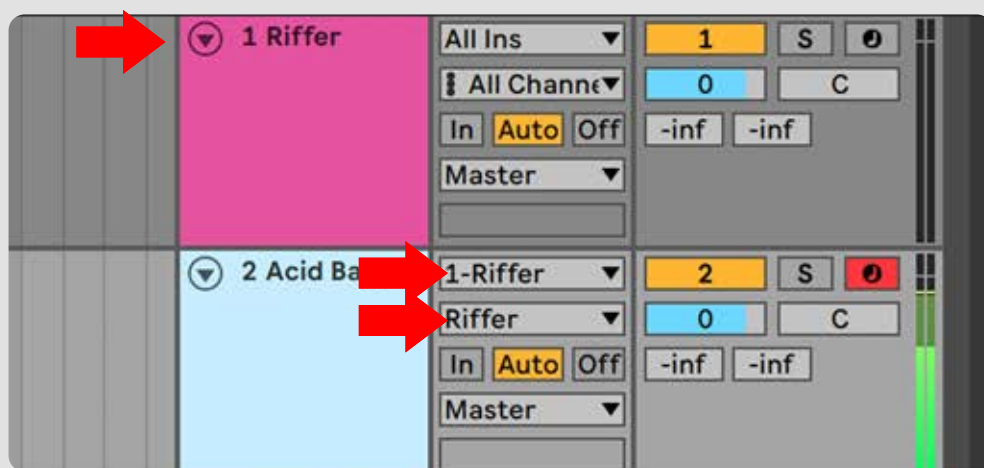 1 Riffer
All Ins
1
S
All Channe
0
C
In Auto Off
-inf -inf
Master
2 Acid Ba
1-Riffer
2
S
Riffer
0
C
In Auto Off
-inf -inf
Master